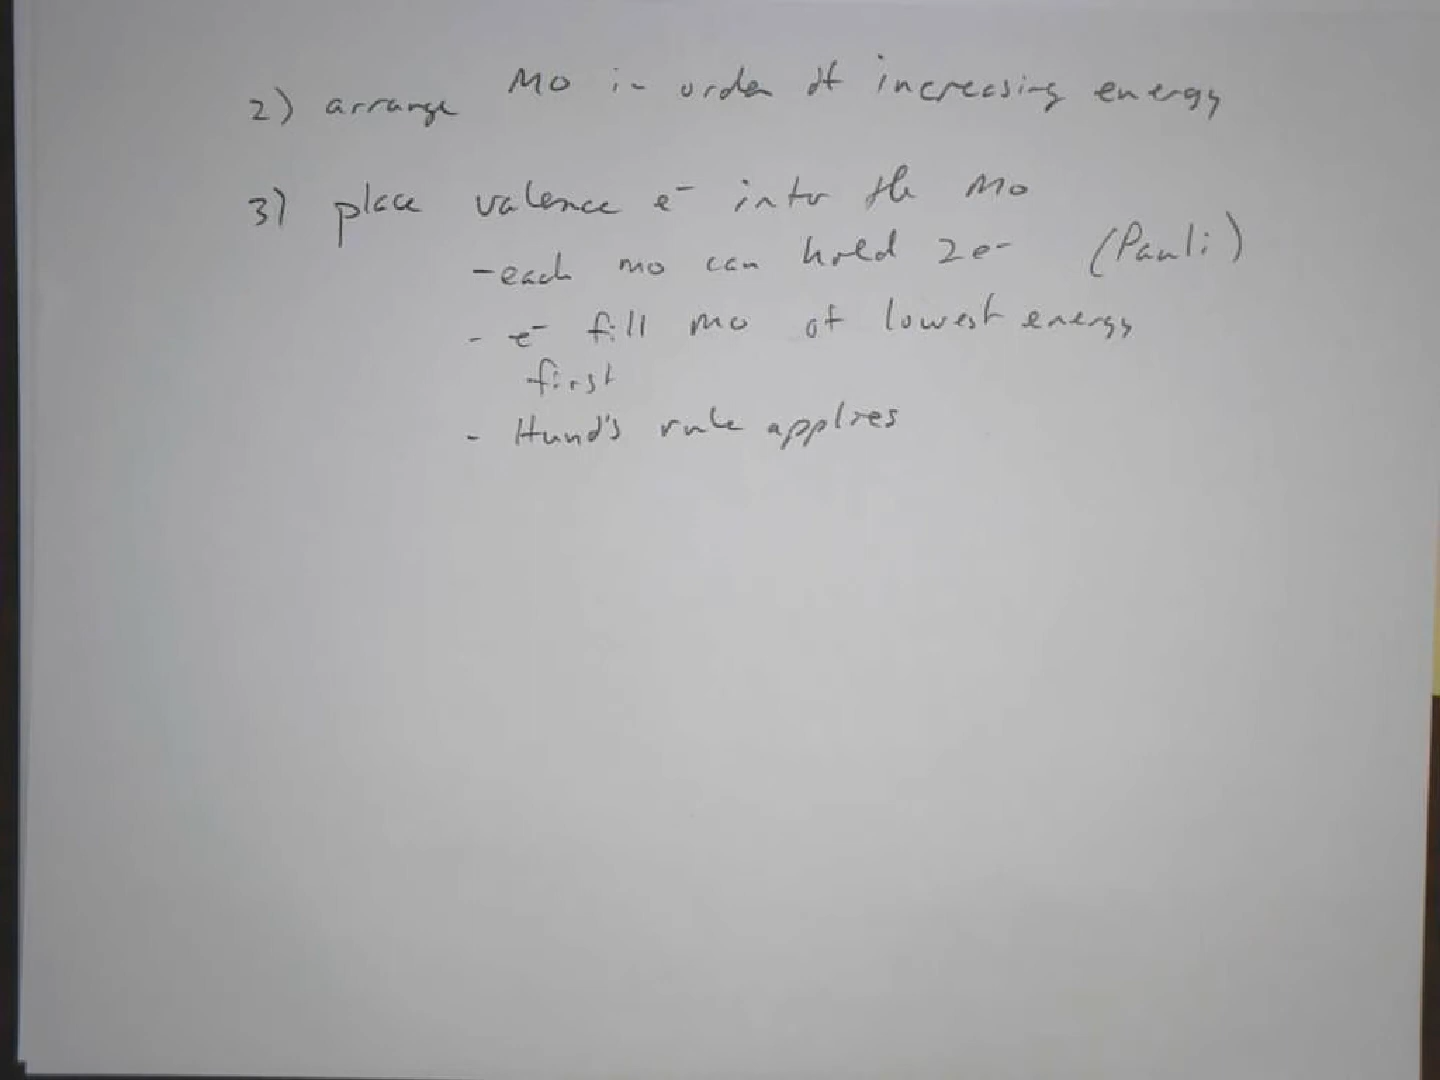 2) arrange MO in order of increasing energy
3) place valence e⁻ into the MO
- each MO can hold 2e⁻ (Pauli)
- e⁻ fill MO of lowest energy
first
- Hund's rule applies